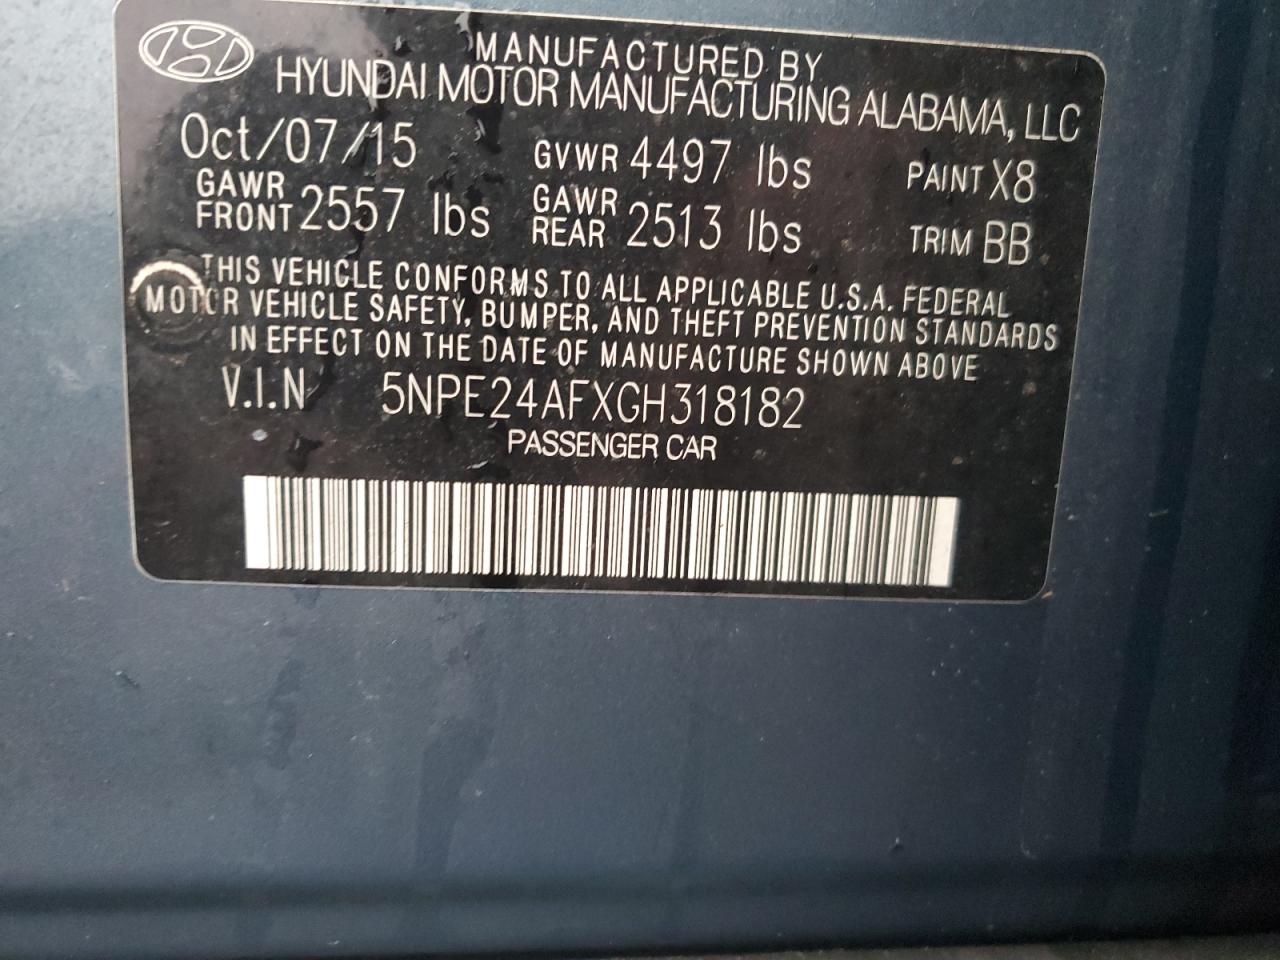 MANUFACTURED BY
HYUNDAI MOTOR MANUFACTURING ALABAMA, LLC
Oct/07/15 GVWR 4497 lbs PAINT X8
GAWR FRONT 2557 lbs GAWR REAR 2513 lbs TRIM BB
THIS VEHICLE CONFORMS TO ALL APPLICABLE U.S.A. FEDERAL
MOTOR VEHICLE SAFETY, BUMPER, AND THEFT PREVENTION STANDARDS
IN EFFECT ON THE DATE OF MANUFACTURE SHOWN ABOVE
V.I.N 5NPE24AFXGH318182
PASSENGER CAR